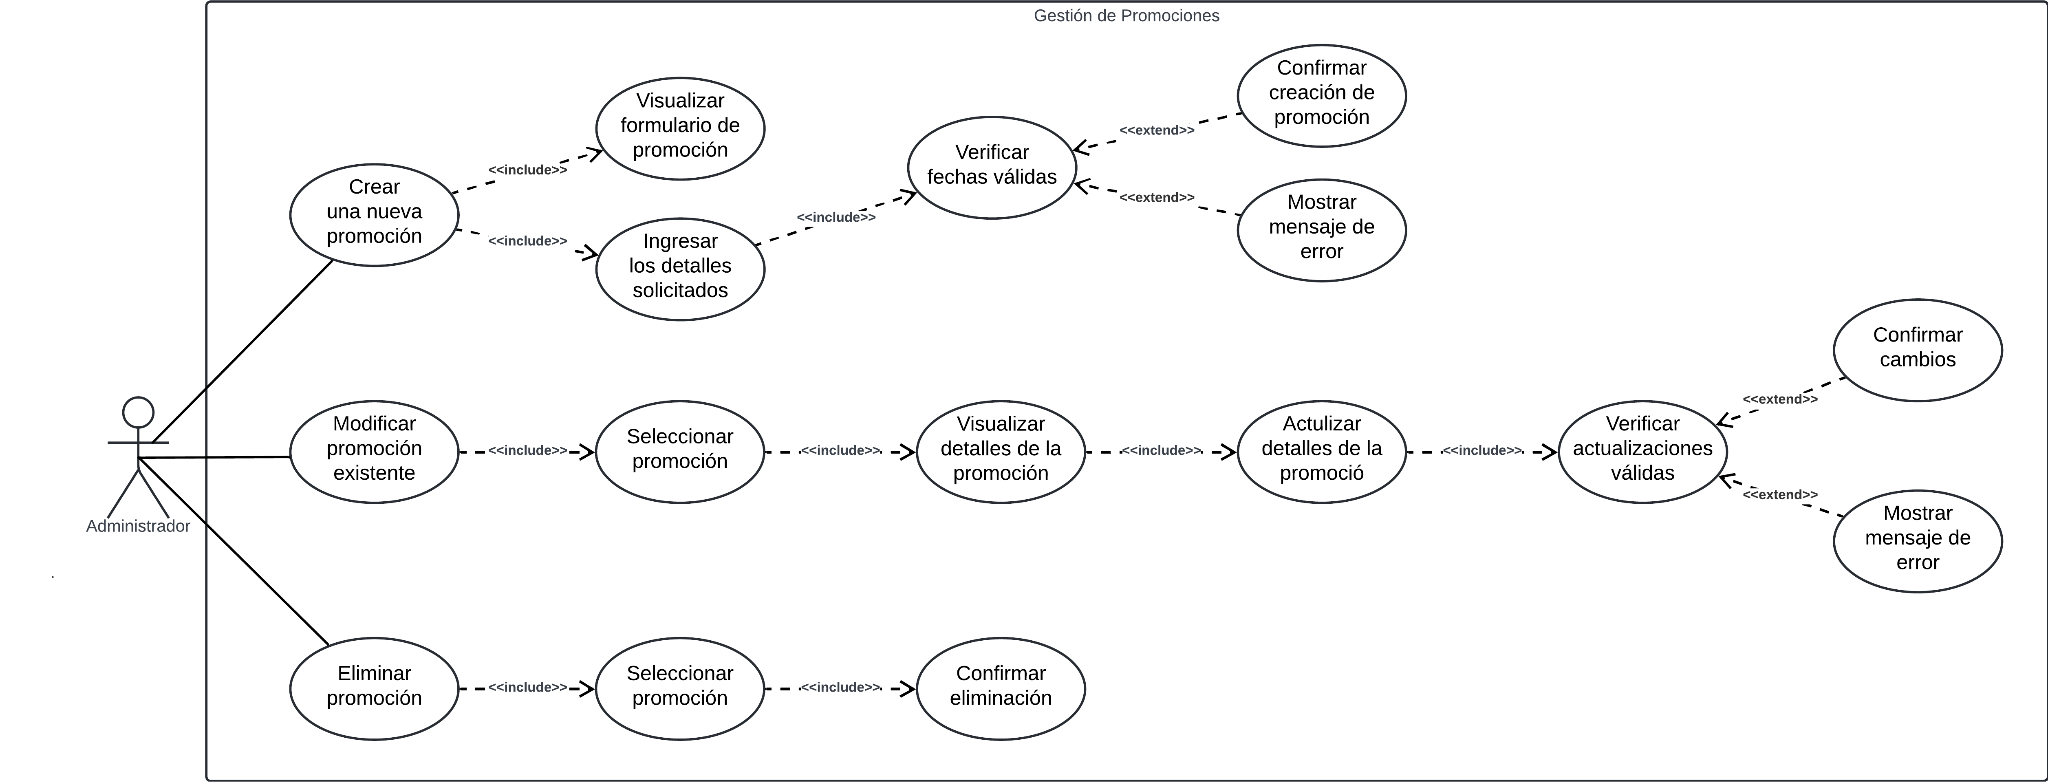 Gestión de Promociones
Visualizar
formulario de
promoción
Confirmar
creación de
promoción
Verificar
fechas válidas
Crear
una nueva
promoción
Ingresar
los detalles
solicitados
Mostrar
mensaje de
error
<<include>>
<<include>>
<<include>>
<<extend>>
<<extend>>
Administrador
Modificar
promoción
existente
<<include>>
Seleccionar
promoción
<<include>>
Visualizar
detalles de la
promoción
<<include>>
Actulizar
detalles de la
promoció
<<include>>
Verificar
actualizaciones
válidas
<<extend>>
Confirmar
cambios
<<extend>>
Mostrar
mensaje de
error
Eliminar
promoción
<<include>>
Seleccionar
promoción
<<include>>
Confirmar
eliminación